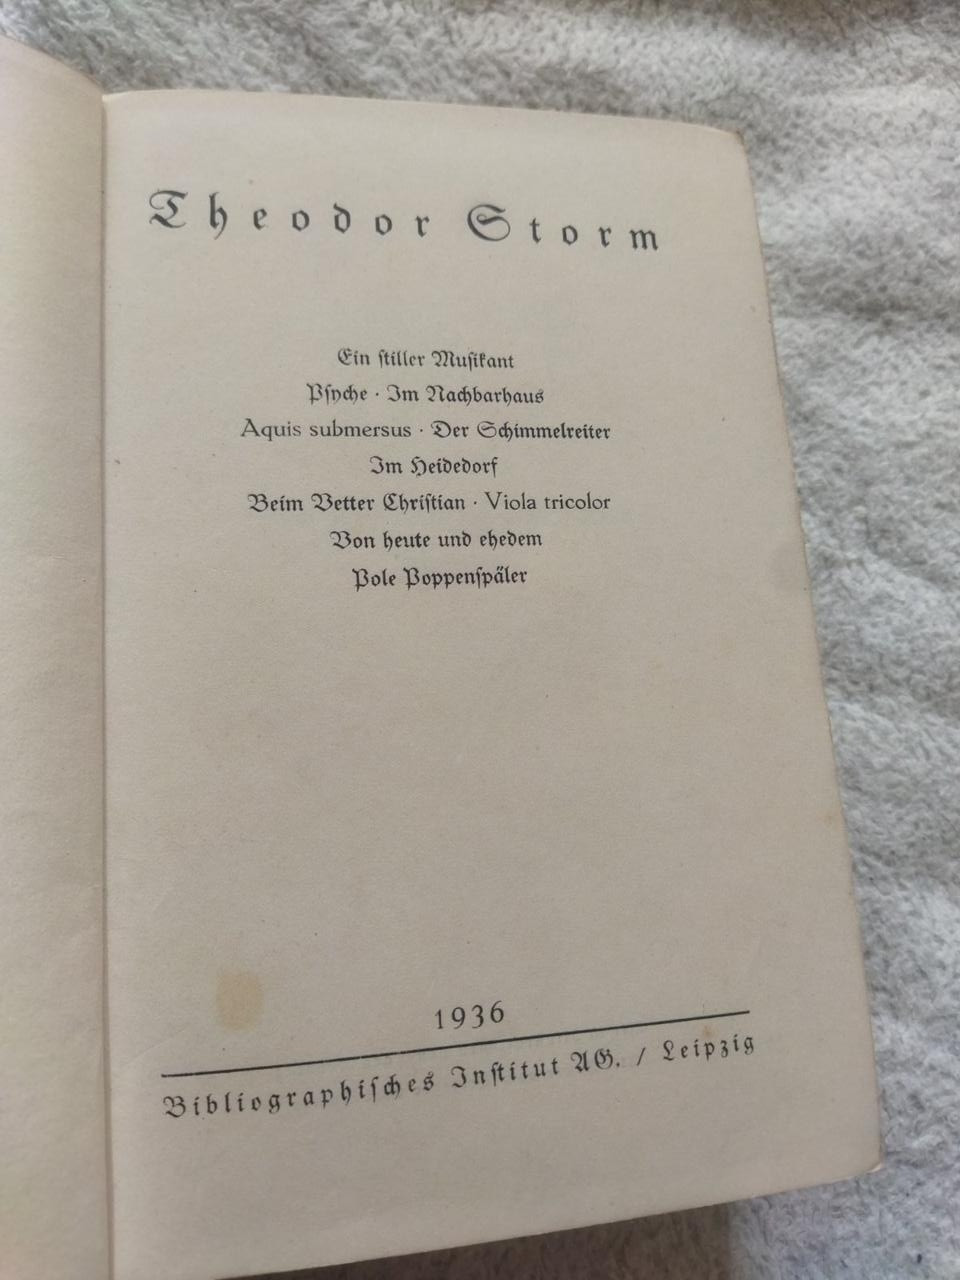 Theodor Storm
Ein ſtiller Muſikant
Pſyche · Im Nachbarhaus
Aquis submersus · Der Schimmelreiter
Im Heidedorf
Beim Vetter Chriſtian · Viola tricolor
Von heute und ehedem
Pole Poppenſpäler
1936
Bibliographiſches Inſtitut AG. / Leipzig